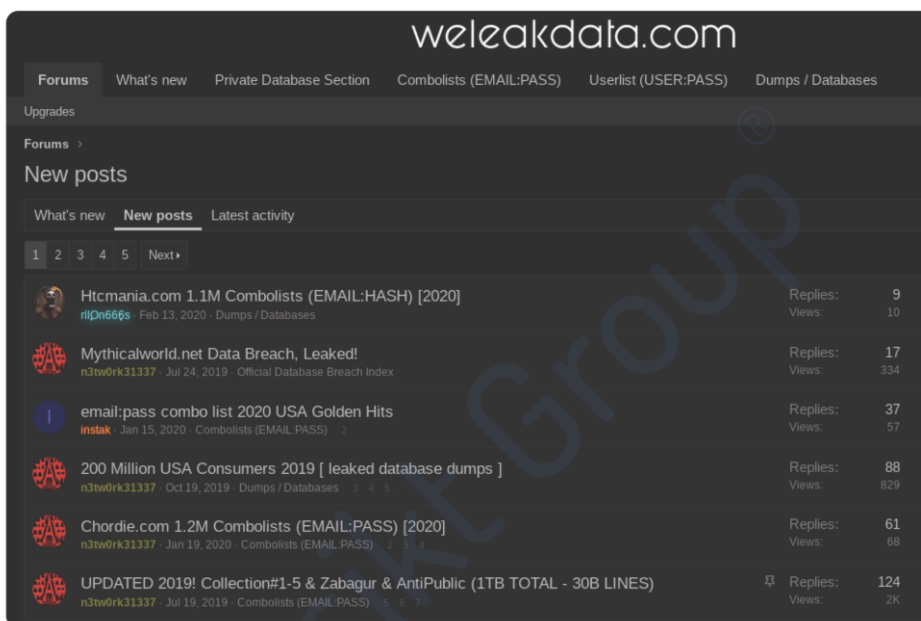 weleakdata.com
Forums What's new Private Database Section Combolists (EMAIL:PASS) Userlist (USER:PASS) Dumps / Databases
Upgrades
Forums >
New posts
What's new New posts Latest activity
1 2 3 4 5 Next
Htcmania.com 1.1M Combolists (EMAIL:HASH) [2020] Replies: 9
Feb 13, 2020 · Dumps / Databases Views: 10
Mythicalworld.net Data Breach, Leaked! Replies: 17
n3tw0rk31337 · Jul 24, 2019 · Official Database Breach Index Views: 334
I email:pass combo list 2020 USA Golden Hits Replies: 37
instak · Jan 15, 2020 · Combolists (EMAIL:PASS) 2 Views: 57
200 Million USA Consumers 2019 [ leaked database dumps ] Replies: 88
n3tw0rk31337 · Oct 19, 2019 · Dumps / Databases 3 4 5 Views: 829
Chordie.com 1.2M Combolists (EMAIL:PASS) [2020] Replies: 61
n3tw0rk31337 · Jan 19, 2020 · Combolists (EMAIL:PASS) 2 3 4 Views: 68
UPDATED 2019! Collection#1-5 & Zabagur & AntiPublic (1TB TOTAL - 30B LINES) Replies: 124
n3tw0rk31337 · Jul 19, 2019 · Combolists (EMAIL:PASS) 5 6 7 Views: 2K
Group ®